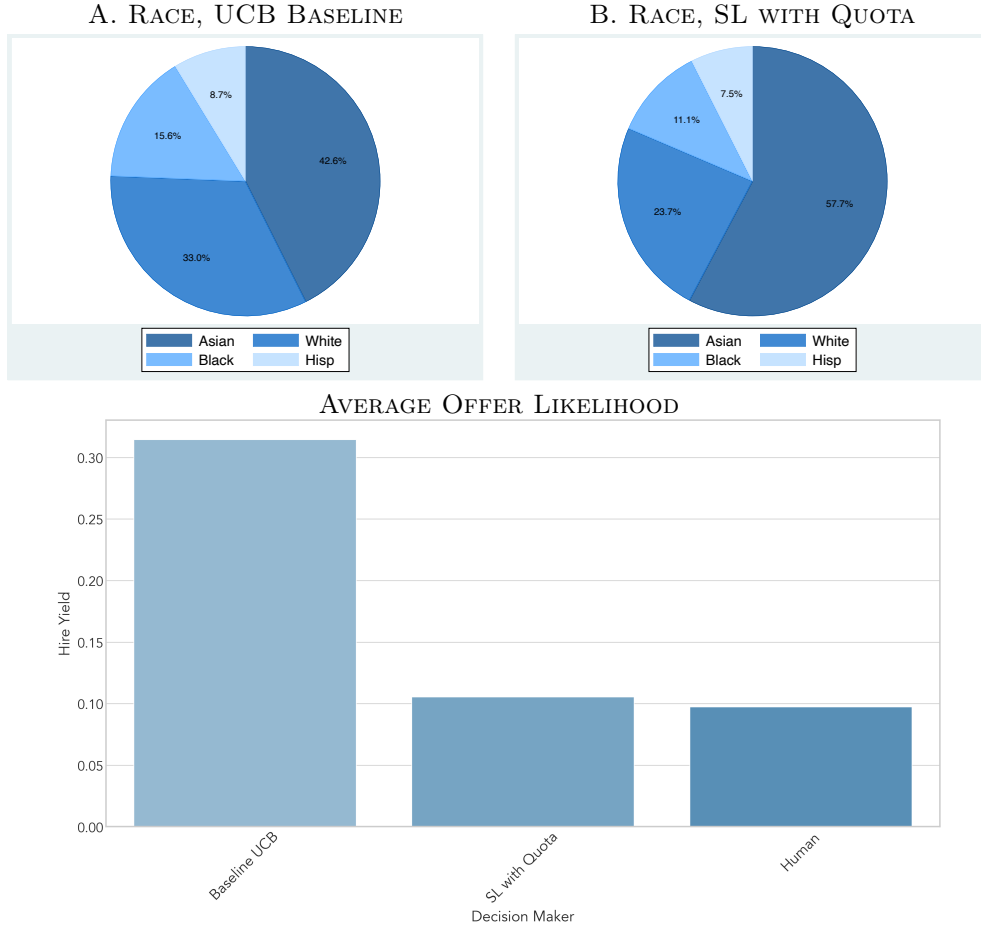 A. Race, UCB Baseline
8.7%
15.6%
42.6%
33.0%
Asian White
Black Hisp
B. Race, SL with Quota
7.5%
11.1%
57.7%
23.7%
Asian White
Black Hisp
Average Offer Likelihood
0.30
0.25
0.20
0.15
0.10
0.05
0.00
Hire Yield
Baseline UCB
SL with Quota
Human
Decision Maker